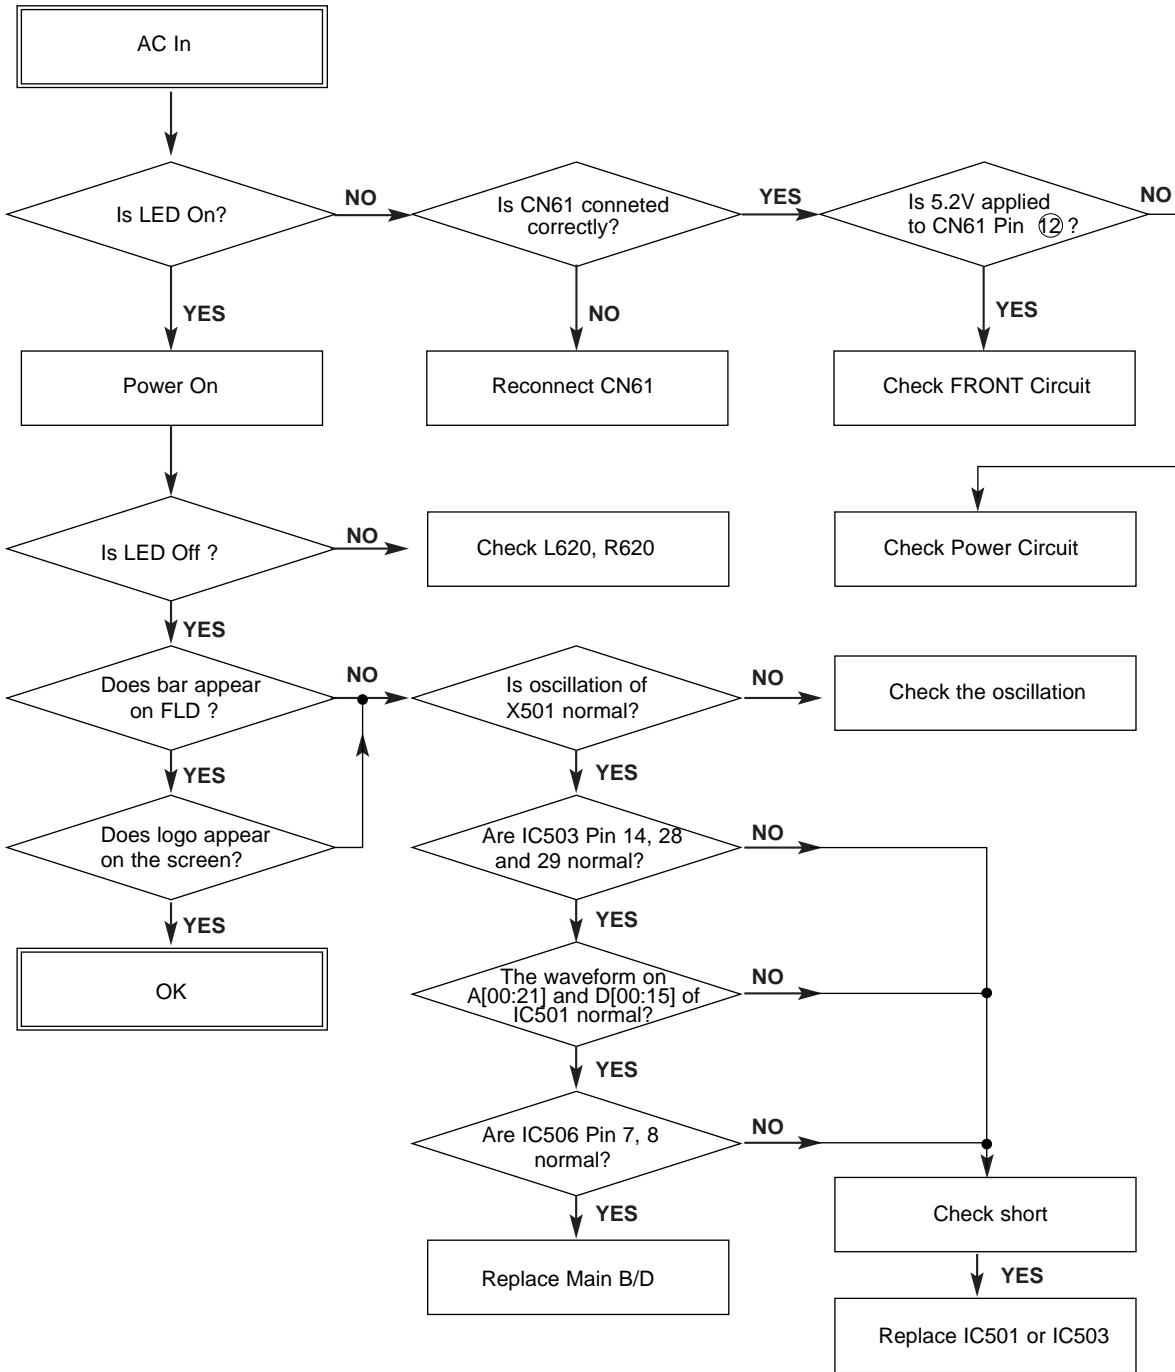 AC In
Is LED On?
NO
Is CN61 conneted
correctly?
YES
Is 5.2V applied
to CN61 Pin ⑫ ?
NO
YES
NO
YES
Power On
Reconnect CN61
Check FRONT Circuit
Is LED Off ?
NO
Check L620, R620
Check Power Circuit
YES
Does bar appear
on FLD ?
NO
Is oscillation of
X501 normal?
NO
Check the oscillation
YES
YES
Does logo appear
on the screen?
Are IC503 Pin 14, 28
and 29 normal?
NO
YES
YES
OK
The waveform on
A[00:21] and D[00:15] of
IC501 normal?
NO
YES
Are IC506 Pin 7, 8
normal?
NO
YES
Check short
Replace Main B/D
YES
Replace IC501 or IC503